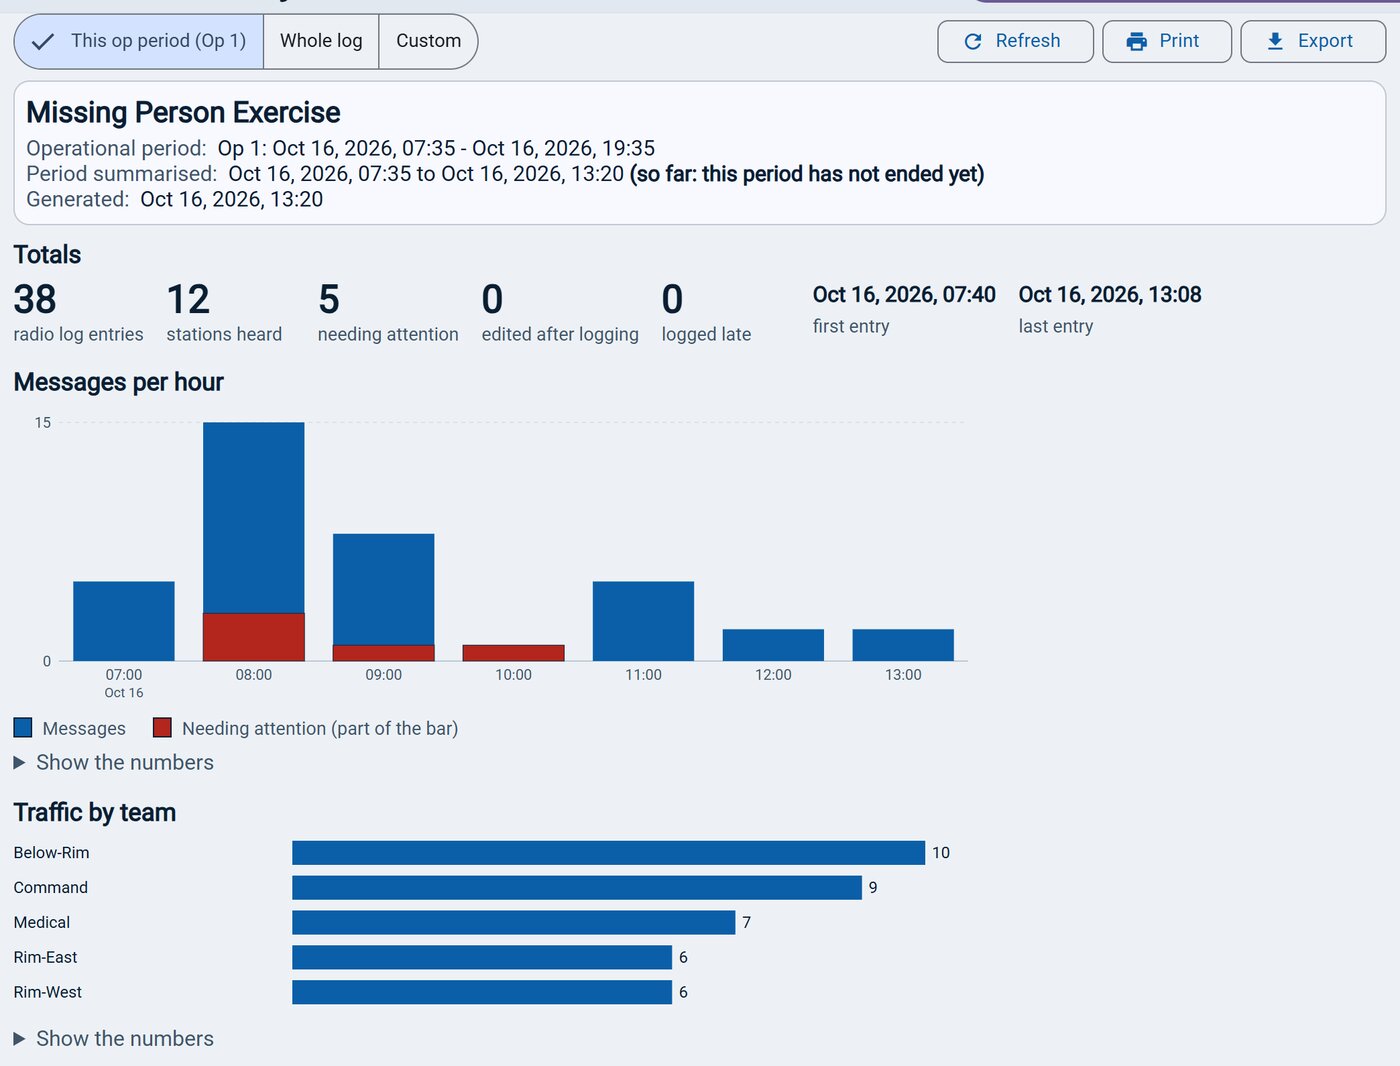 This op period (Op 1)
Whole log
Custom
Refresh
Print
Export
Missing Person Exercise
Operational period: Op 1: Oct 16, 2026, 07:35 - Oct 16, 2026, 19:35
Period summarised: Oct 16, 2026, 07:35 to Oct 16, 2026, 13:20 (so far: this period has not ended yet)
Generated: Oct 16, 2026, 13:20
Totals
38
radio log entries
12
stations heard
5
needing attention
0
edited after logging
0
logged late
Oct 16, 2026, 07:40
first entry
Oct 16, 2026, 13:08
last entry
Messages per hour
15
0
07:00
Oct 16
08:00
09:00
10:00
11:00
12:00
13:00
Messages
Needing attention (part of the bar)
Show the numbers
Traffic by team
Below-Rim 10
Command 9
Medical 7
Rim-East 6
Rim-West 6
Show the numbers